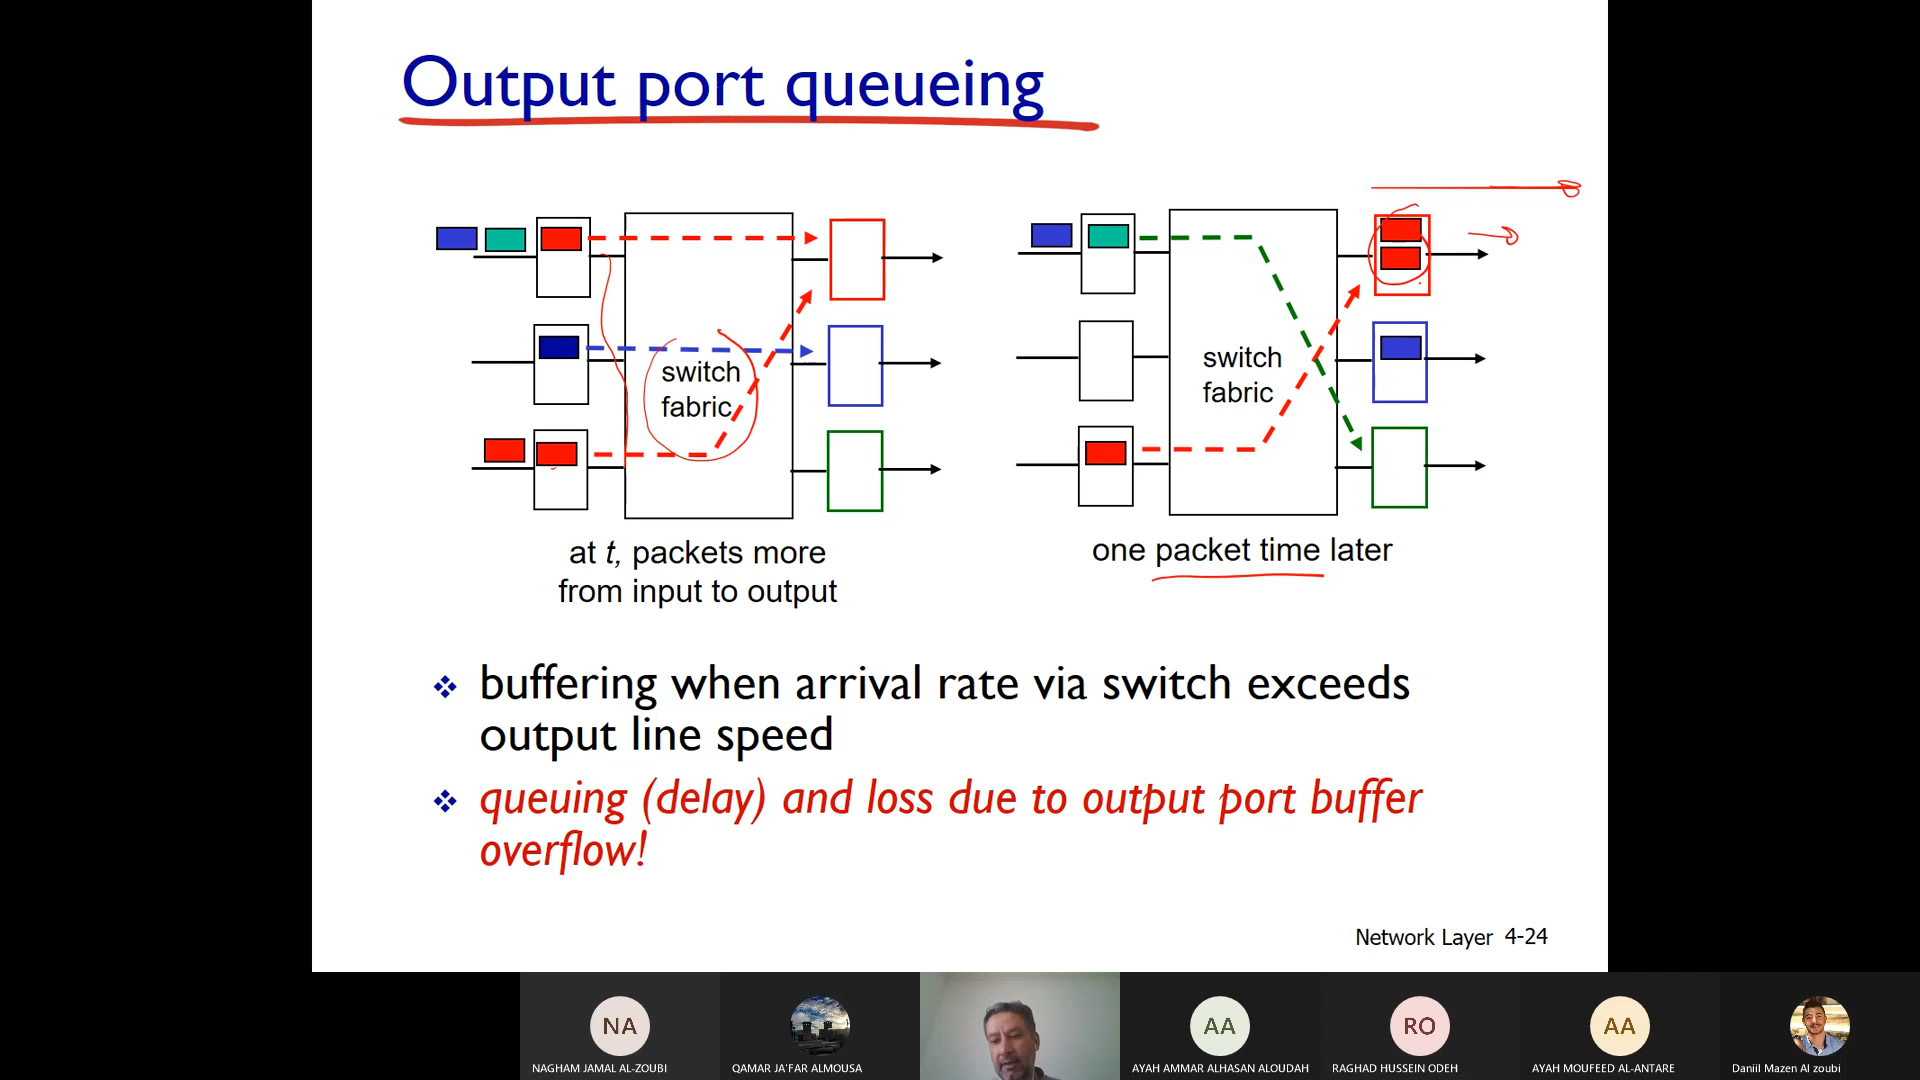 Output port queueing
switch
fabric
at t, packets more
from input to output
switch
fabric
one packet time later
buffering when arrival rate via switch exceeds
output line speed
queuing (delay) and loss due to output port buffer
overflow!
Network Layer 4-24
NA
NAGHAM JAMAL AL-ZOUBI
QAMAR JA'FAR ALMOUSA
AA
AYAH AMMAR ALHASAN ALOUDAH
RO
RAGHAD HUSSEIN ODEH
AA
AYAH MOUFEED AL-ANTARE
Daniil Mazen Al zoubi